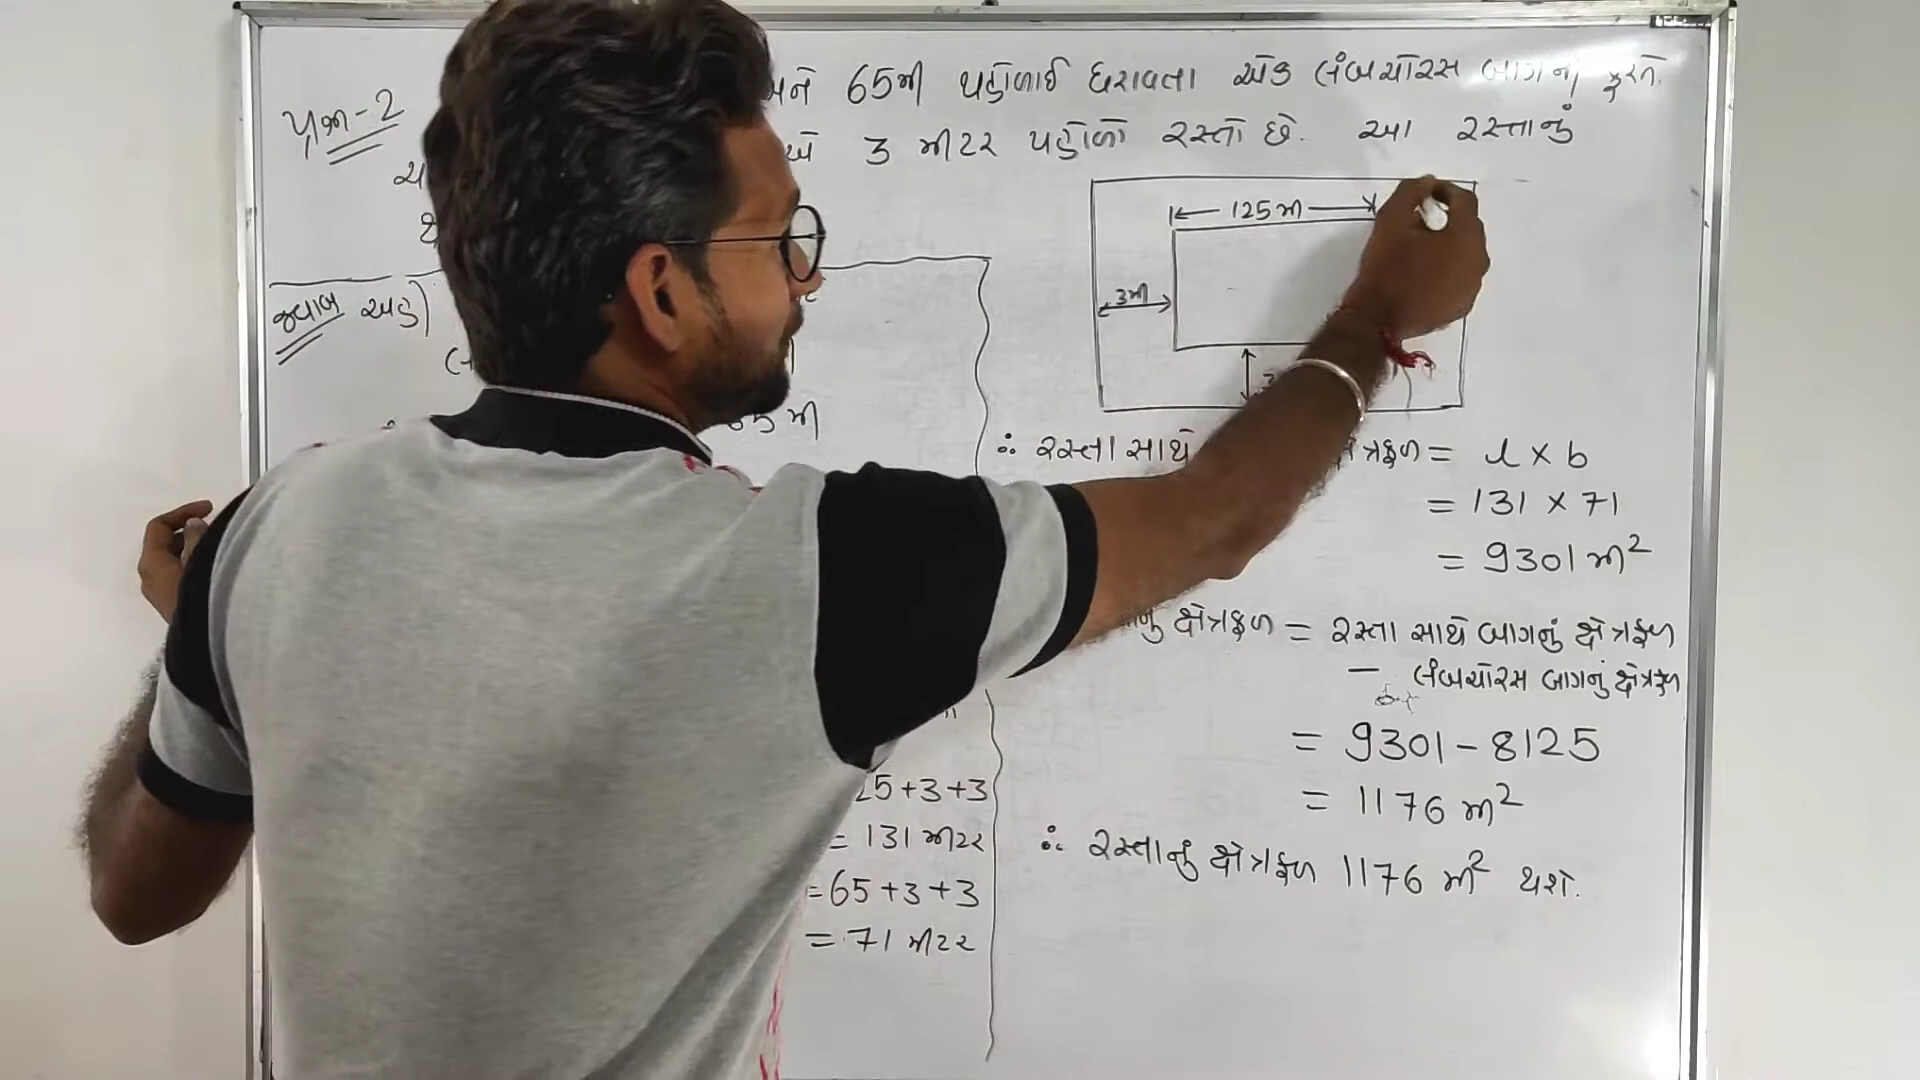 પ્રશ્ન-2
અને 65મી પહોળાઈ ધરાવતા એક લંબચોરસ બાગની ફરતે
3 મીટર પહોળો રસ્તો છે. આ રસ્તાનું
←125મી→
3મી
જવાબ
મી
∴ રસ્તા સાથે = l × b
= 131 × 71
= 9301 મી²
ક્ષેત્રફળ = રસ્તા સાથે બાગનું ક્ષેત્રફળ
— લંબચોરસ બાગનું ક્ષેત્રફળ
= 9301 - 8125
= 1176 મી²
∴ રસ્તાનું ક્ષેત્રફળ 1176 મી² થશે.
25+3+3
= 131 મીટર
= 65+3+3
= 71 મીટર